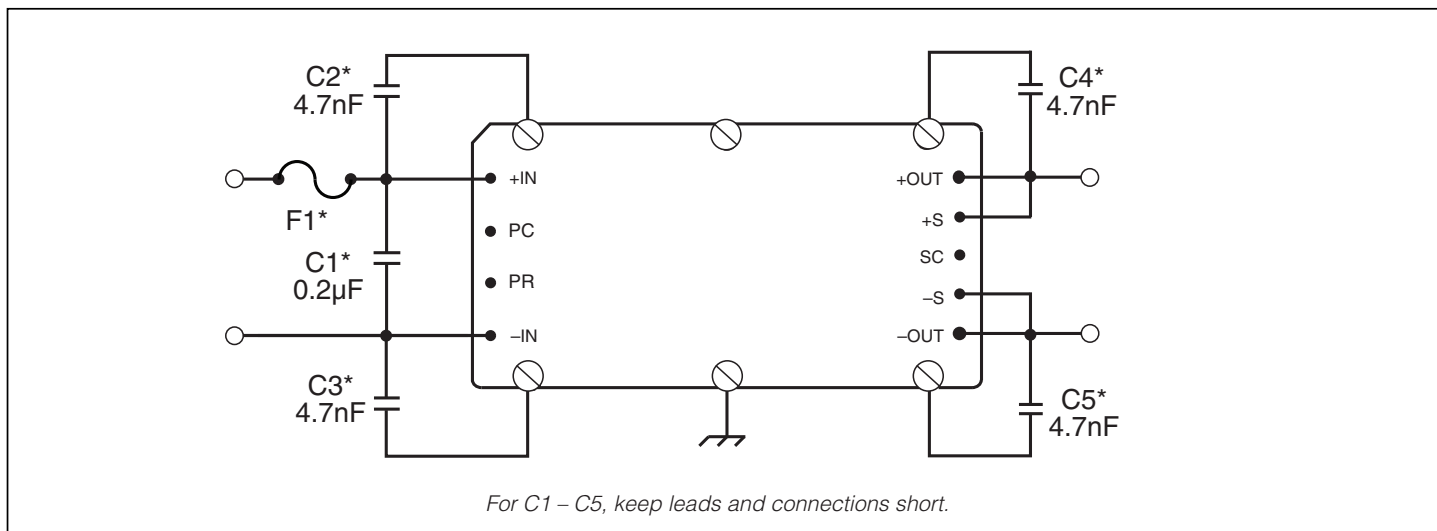 C2*
4.7nF
C4*
4.7nF
+IN
+OUT
F1*
+S
PC
C1*
0.2µF
SC
PR
–S
–IN
–OUT
C3*
4.7nF
C5*
4.7nF
For C1 – C5, keep leads and connections short.